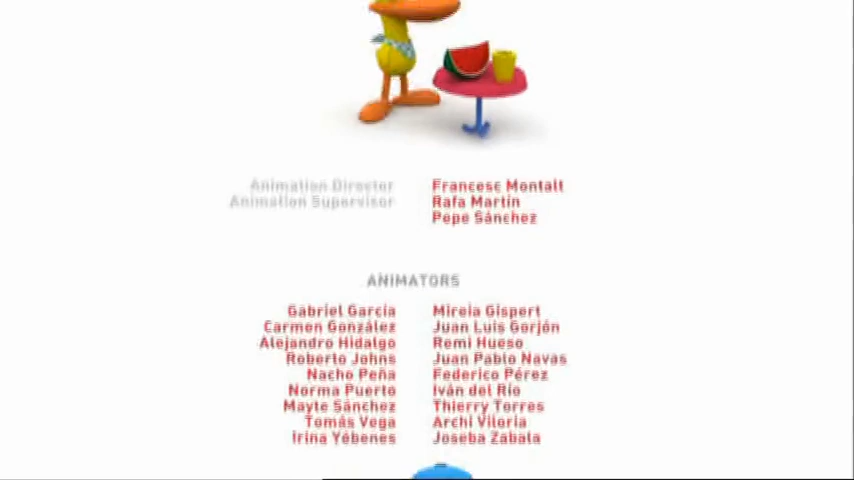 Animation Director Francesc Montalt
Animation Supervisor Rafa Martín
Pepe Sánchez
ANIMATORS
Gabriel García Mireia Gispert
Carmen González Juan Luis Gorjón
Alejandro Hidalgo Remi Hueso
Roberto Johns Juan Pablo Navas
Nacho Peña Federico Pérez
Norma Puerto Iván del Río
Mayte Sánchez Thierry Torres
Tomás Vega Archi Viloria
Irina Yébenes Joseba Zabala